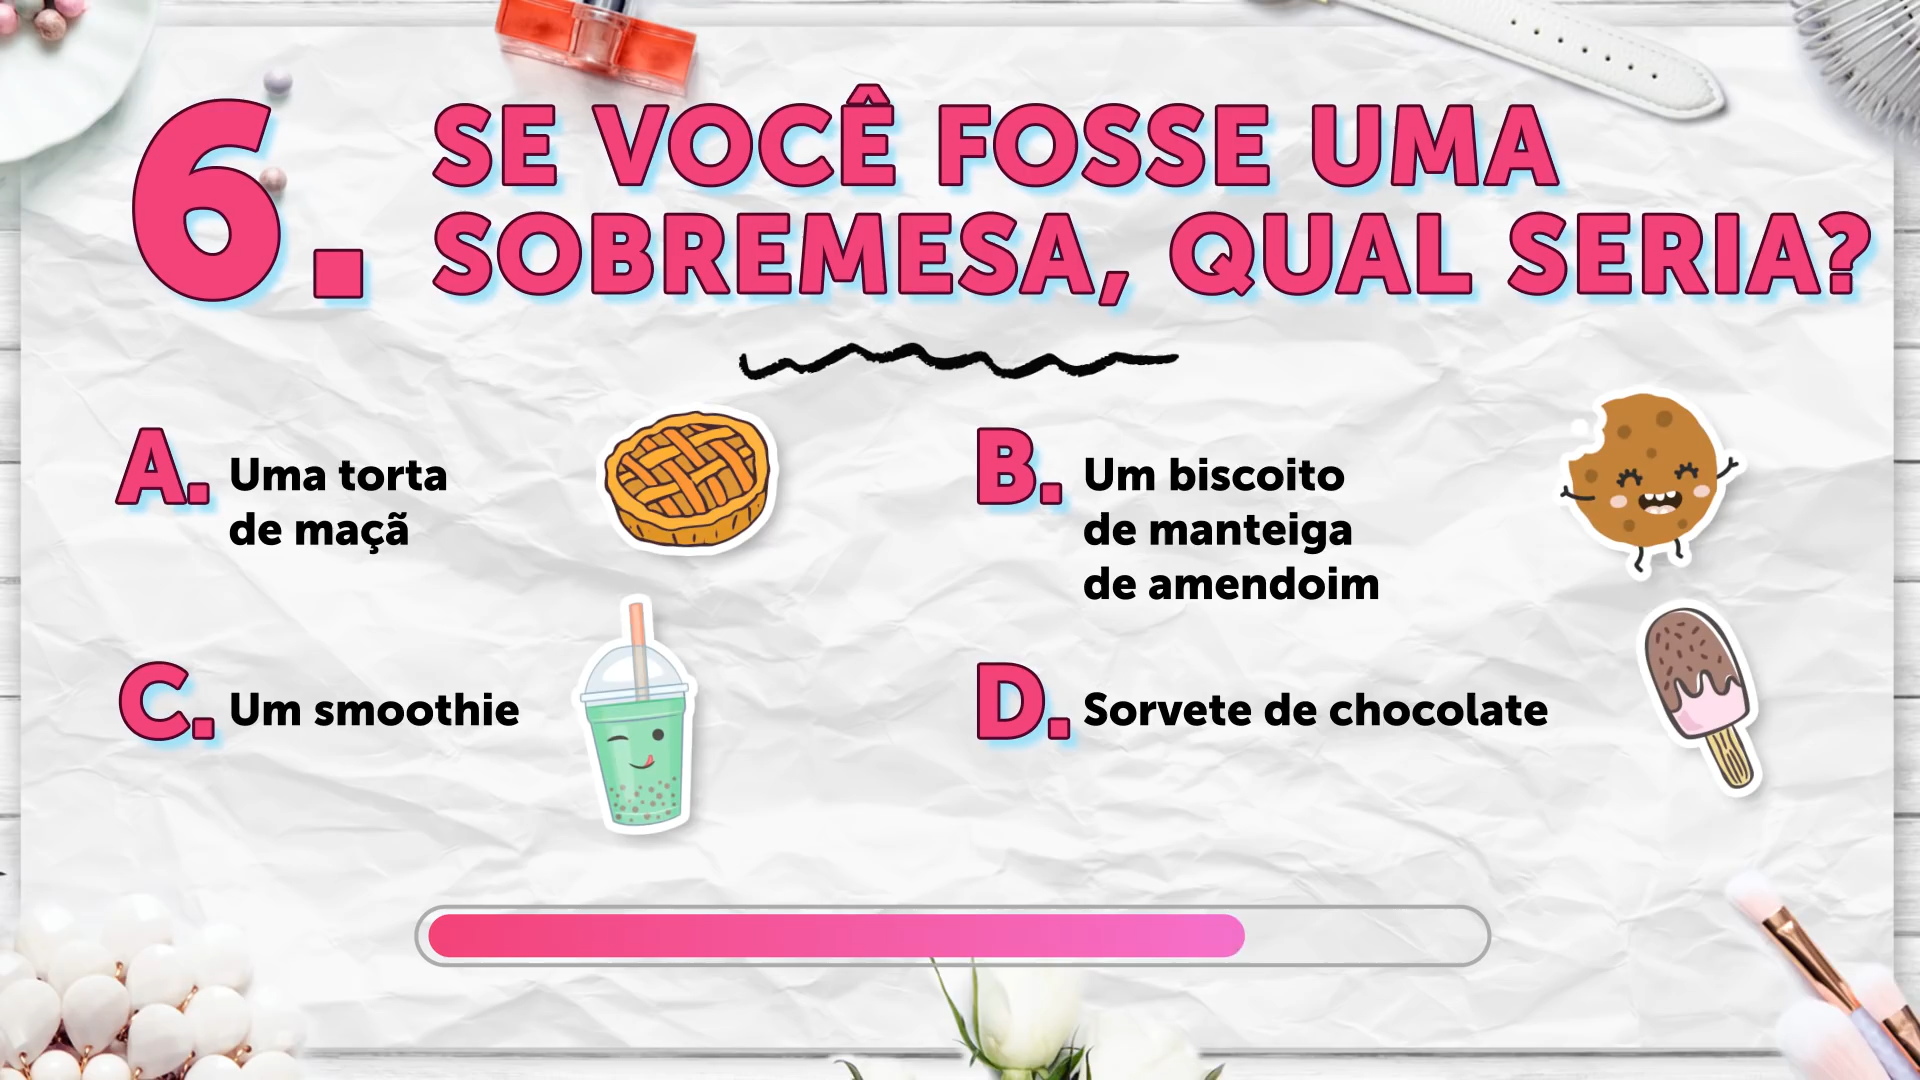 6. SE VOCÊ FOSSE UMA
SOBREMESA, QUAL SERIA?
A. Uma torta
de maçã
B. Um biscoito
de manteiga
de amendoim
C. Um smoothie
D. Sorvete de chocolate